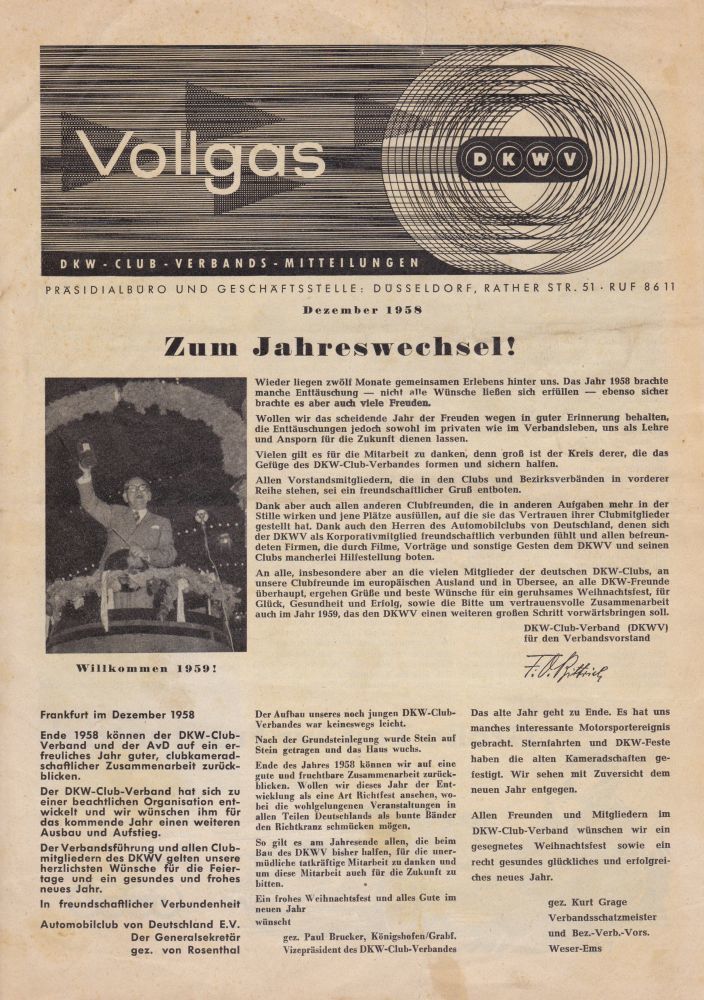 Vollgas
DKWV
DKW - CLUB - VERBANDS - MITTEILUNGEN
PRÄSIDIALBÜRO UND GESCHÄFTSSTELLE: DÜSSELDORF, RATHER STR. 51 · RUF 8611
Dezember 1958
Zum Jahreswechsel!
Wieder liegen zwölf Monate gemeinsamen Erlebens hinter uns. Das Jahr 1958 brachte
manche Enttäuschung — nicht alle Wünsche ließen sich erfüllen — ebenso sicher
brachte es aber auch viele Freuden.
Wollen wir das scheidende Jahr der Freuden wegen in guter Erinnerung behalten,
die Enttäuschungen jedoch sowohl im privaten wie im Verbandsleben, uns als Lehre
und Ansporn für die Zukunft dienen lassen.
Vielen gilt es für die Mitarbeit zu danken, denn groß ist der Kreis derer, die das
Gefüge des DKW-Club-Verbandes formen und sichern halfen.
Allen Vorstandsmitgliedern, die in den Clubs und Bezirksverbänden in vorderer
Reihe stehen, sei ein freundschaftlicher Gruß entboten.
Dank aber auch allen anderen Clubfreunden, die in anderen Aufgaben mehr in der
Stille wirken und jene Plätze ausfüllen, auf die sie das Vertrauen ihrer Clubmitglieder
gestellt hat. Dank auch den Herren des Automobilclubs von Deutschland, denen sich
der DKWV als Korporativmitglied freundschaftlich verbunden fühlt und allen befreun-
deten Firmen, die durch Filme, Vorträge und sonstige Gesten dem DKWV und seinen
Clubs mancherlei Hilfestellung boten.
An alle, insbesondere aber an die vielen Mitglieder der deutschen DKW-Clubs, an
unsere Clubfreunde im europäischen Ausland und in Übersee, an alle DKW-Freunde
überhaupt, ergehen Grüße und beste Wünsche für ein geruhsames Weihnachtsfest, für
Glück, Gesundheit und Erfolg, sowie die Bitte um vertrauensvolle Zusammenarbeit
auch im Jahr 1959, das den DKWV einen weiteren großen Schritt vorwärtsbringen soll.
DKW-Club-Verband (DKWV)
für den Verbandsvorstand
Willkommen 1959!
Frankfurt im Dezember 1958
Ende 1958 können der DKW-Club-
Verband und der AvD auf ein er-
freuliches Jahr guter, clubkamerad-
schaftlicher Zusammenarbeit zurück-
blicken.
Der DKW-Club-Verband hat sich zu
einer beachtlichen Organisation ent-
wickelt und wir wünschen ihm für
das kommende Jahr einen weiteren
Ausbau und Aufstieg.
Der Verbandsführung und allen Club-
mitgliedern des DKWV gelten unsere
herzlichsten Wünsche für die Feier-
tage und ein gesundes und frohes
neues Jahr.
In freundschaftlicher Verbundenheit
Automobilclub von Deutschland E.V.
Der Generalsekretär
gez. von Rosenthal
Der Aufbau unseres noch jungen DKW-Club-
Verbandes war keineswegs leicht.
Nach der Grundsteinlegung wurde Stein auf
Stein getragen und das Haus wuchs.
Ende des Jahres 1958 können wir auf eine
gute und fruchtbare Zusammenarbeit zurück-
blicken. Wollen wir dieses Jahr der Ent-
wicklung als eine Art Richtfest ansehen, wo-
bei die wohlgelungenen Veranstaltungen in
allen Teilen Deutschlands als bunte Bänder
den Richtkranz schmücken mögen.
So gilt es am Jahresende allen, die beim
Bau des DKWV bisher halfen, für die uner-
müdliche tatkräftige Mitarbeit zu danken und
um diese Mitarbeit auch für die Zukunft zu
bitten.
Ein frohes Weihnachtsfest und alles Gute im
neuen Jahr
wünscht
gez. Paul Brucker, Königshofen/Grabf.
Vizepräsident des DKW-Club-Verbandes
Das alte Jahr geht zu Ende. Es hat uns
manches interessante Motorsportereignis
gebracht. Sternfahrten und DKW-Feste
haben die alten Kameradschaften ge-
festigt. Wir sehen mit Zuversicht dem
neuen Jahr entgegen.
Allen Freunden und Mitgliedern im
DKW-Club-Verband wünschen wir ein
gesegnetes Weihnachtsfest sowie ein
recht gesundes glückliches und erfolgrei-
ches neues Jahr.
gez. Kurt Grage
Verbandsschatzmeister
und Bez.-Verb.-Vors.
Weser-Ems